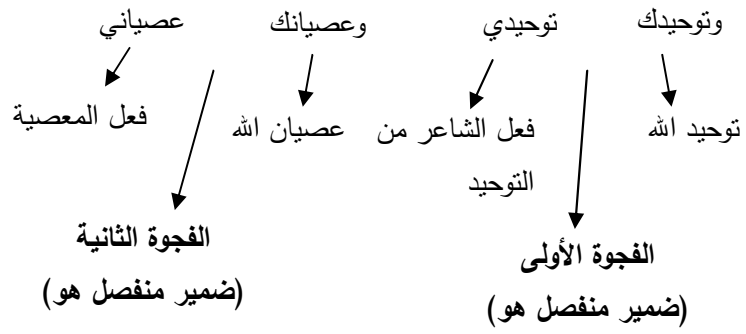 وتوحيدك توحيدي وعصيانك عصياني
توحيد الله فعل الشاعر من عصيان الله فعل المعصية
التوحيد
الفجوة الأولى الفجوة الثانية
(ضمير منفصل هو) (ضمير منفصل هو)